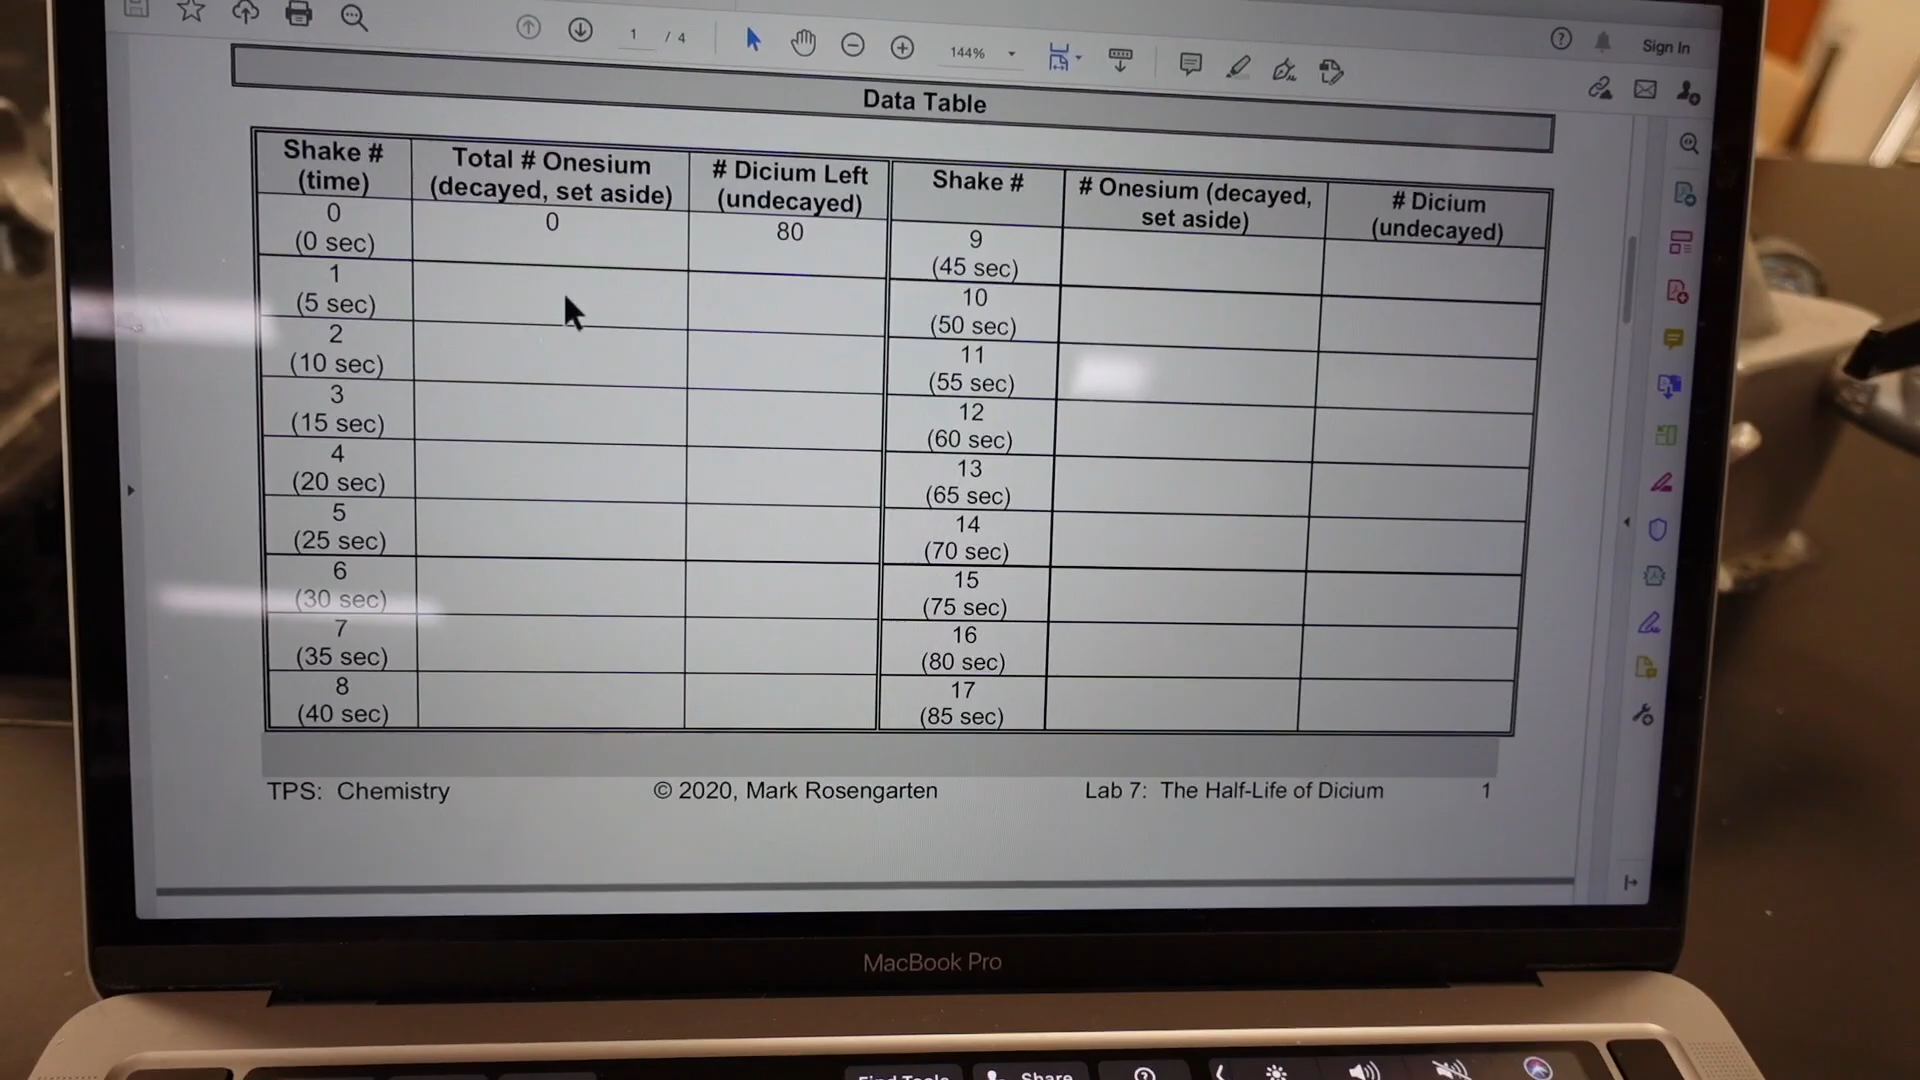 1 / 4
144%
Sign In
Data Table
Shake #
(time)
Total # Onesium
(decayed, set aside)
# Dicium Left
(undecayed)
Shake #
# Onesium (decayed,
set aside)
# Dicium
(undecayed)
0
(0 sec)
0
80
9
(45 sec)
1
(5 sec)
10
(50 sec)
2
(10 sec)
11
(55 sec)
3
(15 sec)
12
(60 sec)
4
(20 sec)
13
(65 sec)
5
(25 sec)
14
(70 sec)
6
(30 sec)
15
(75 sec)
7
(35 sec)
16
(80 sec)
8
(40 sec)
17
(85 sec)
TPS: Chemistry
© 2020, Mark Rosengarten
Lab 7: The Half-Life of Dicium
1
MacBook Pro
Find Tools
Share